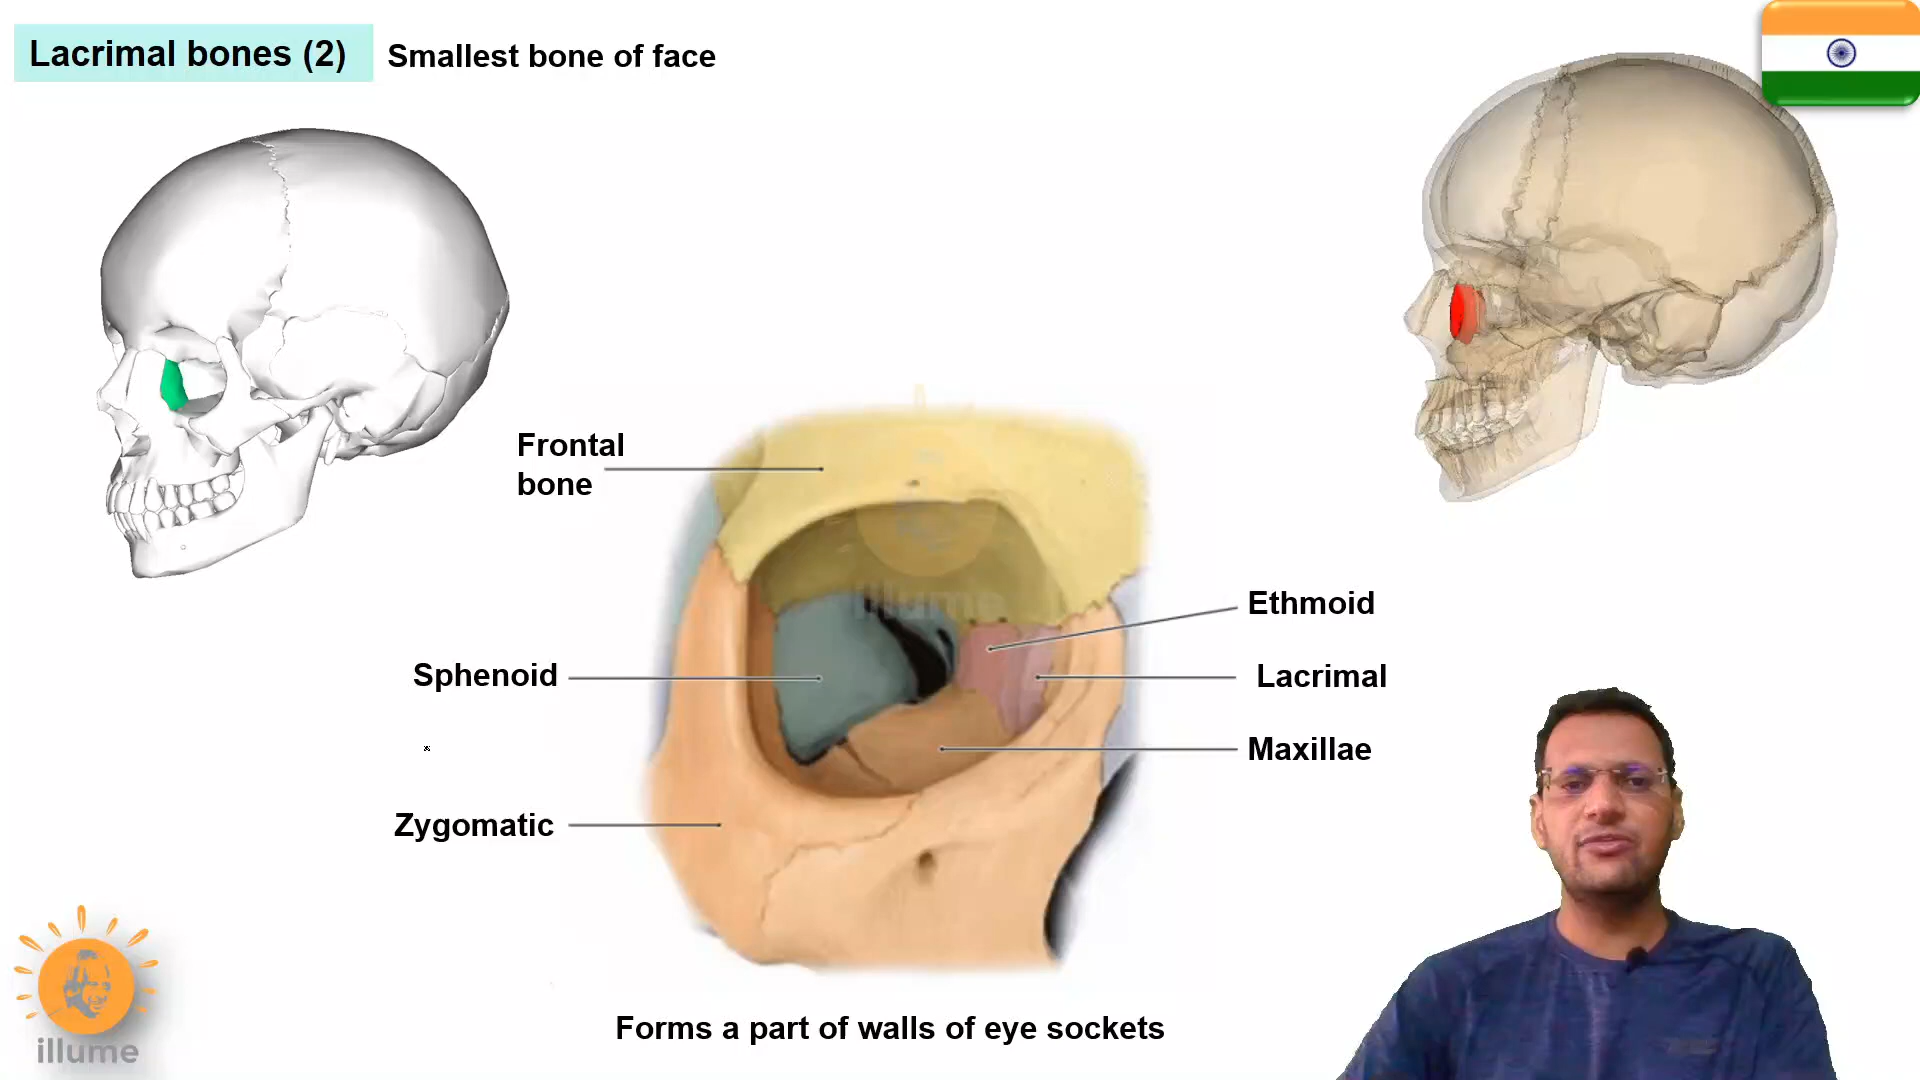 Lacrimal bones (2)
Smallest bone of face
Frontal
bone
Ethmoid
Sphenoid
Lacrimal
Maxillae
Zygomatic
illume
illume
Forms a part of walls of eye sockets